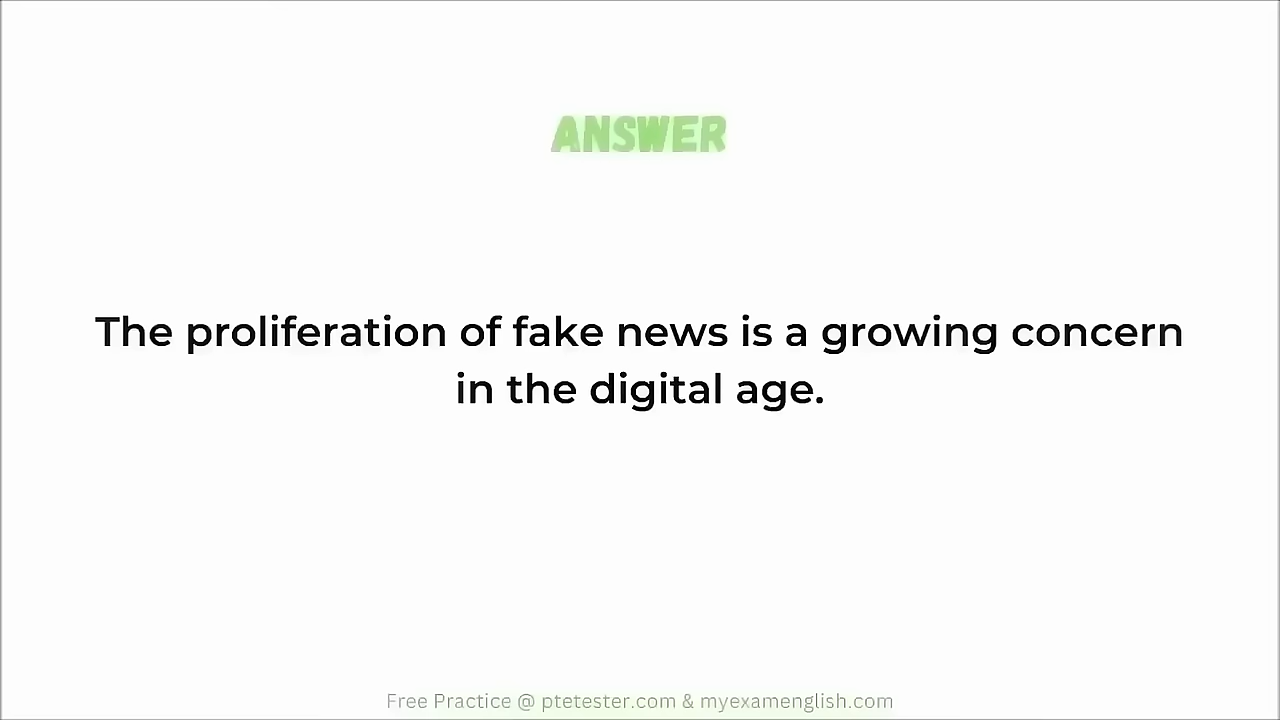 ANSWER
The proliferation of fake news is a growing concern
in the digital age.
Free Practice @ ptetester.com & myexamenglish.com